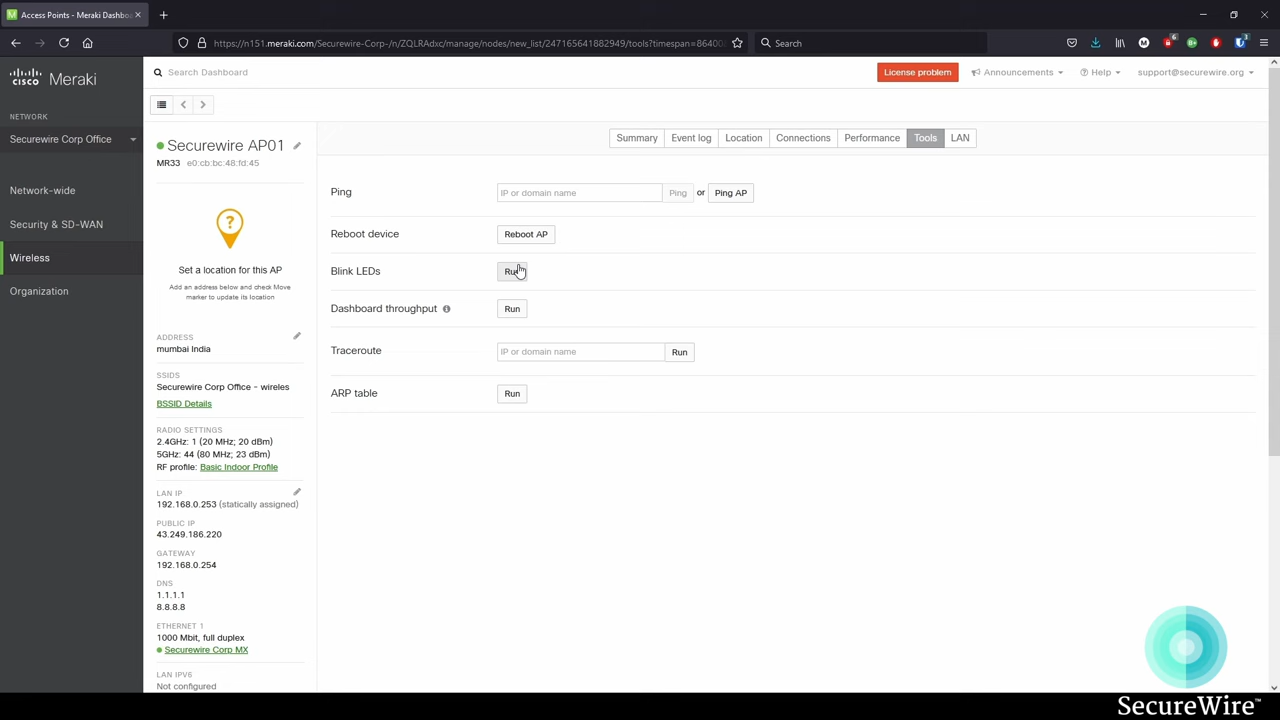 Access Points - Meraki Dashbo
https://n151.meraki.com/Securewire-Corp-/n/ZQLRAdxc/manage/nodes/new_list/247165641882949/tools?timespan=86400
Search
6
8+
3
CISCO Meraki
Search Dashboard
License problem
Announcements
Help
support@securewire.org
NETWORK
Securewire Corp Office
Network-wide
Security & SD-WAN
Wireless
Organization
Securewire AP01
MR33 e0:cb:bc:48:fd:45
?
Set a location for this AP
Add an address below and check Move
marker to update its location
ADDRESS
mumbai India
SSIDS
Securewire Corp Office - wireles
BSSID Details
RADIO SETTINGS
2.4GHz: 1 (20 MHz; 20 dBm)
5GHz: 44 (80 MHz; 23 dBm)
RF profile: Basic Indoor Profile
LAN IP
192.168.0.253 (statically assigned)
PUBLIC IP
43.249.186.220
GATEWAY
192.168.0.254
DNS
1.1.1.1
8.8.8.8
ETHERNET 1
1000 Mbit, full duplex
Securewire Corp MX
LAN IPV6
Not configured
Summary Event log Location Connections Performance Tools LAN
Ping IP or domain name Ping or Ping AP
Reboot device Reboot AP
Blink LEDs Run
Dashboard throughput Run
Traceroute IP or domain name Run
ARP table Run
SecureWire